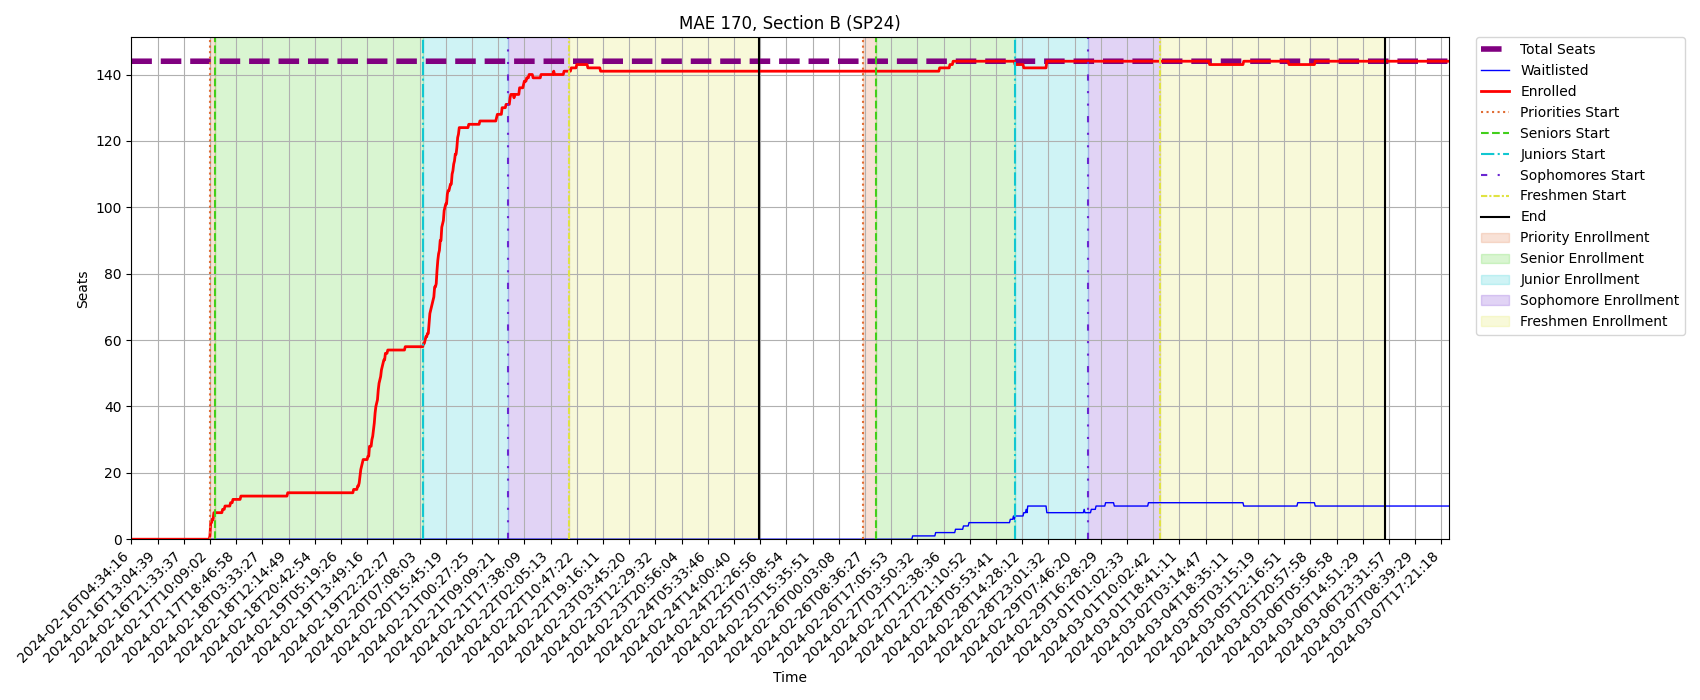 MAE 170, Section B (SP24)
Seats
140
120
100
80
60
40
20
0
2024-02-16T04:34:16
2024-02-16T13:04:39
2024-02-16T21:33:37
2024-02-17T10:09:02
2024-02-17T18:46:58
2024-02-18T03:33:27
2024-02-18T12:14:49
2024-02-18T20:42:54
2024-02-19T05:19:26
2024-02-19T13:49:16
2024-02-19T22:22:27
2024-02-20T07:08:03
2024-02-20T15:45:19
2024-02-21T00:27:25
2024-02-21T09:09:21
2024-02-21T17:38:09
2024-02-22T02:05:13
2024-02-22T10:47:22
2024-02-22T19:16:11
2024-02-23T03:45:20
2024-02-23T12:29:32
2024-02-23T20:56:04
2024-02-24T05:33:46
2024-02-24T14:00:40
2024-02-24T22:26:56
2024-02-25T07:08:54
2024-02-25T15:35:51
2024-02-26T00:03:08
2024-02-26T08:36:27
2024-02-26T17:05:53
2024-02-27T03:50:32
2024-02-27T12:38:36
2024-02-27T21:10:52
2024-02-28T05:53:41
2024-02-28T14:28:12
2024-02-28T23:01:32
2024-02-29T07:46:20
2024-02-29T16:28:29
2024-03-01T01:02:33
2024-03-01T10:02:42
2024-03-01T18:41:11
2024-03-02T03:14:47
2024-03-04T18:35:11
2024-03-05T03:15:19
2024-03-05T12:16:51
2024-03-05T20:57:58
2024-03-06T05:56:58
2024-03-06T14:51:29
2024-03-06T23:31:57
2024-03-07T08:39:29
2024-03-07T17:21:18
Time
Total Seats
Waitlisted
Enrolled
Priorities Start
Seniors Start
Juniors Start
Sophomores Start
Freshmen Start
End
Priority Enrollment
Senior Enrollment
Junior Enrollment
Sophomore Enrollment
Freshmen Enrollment